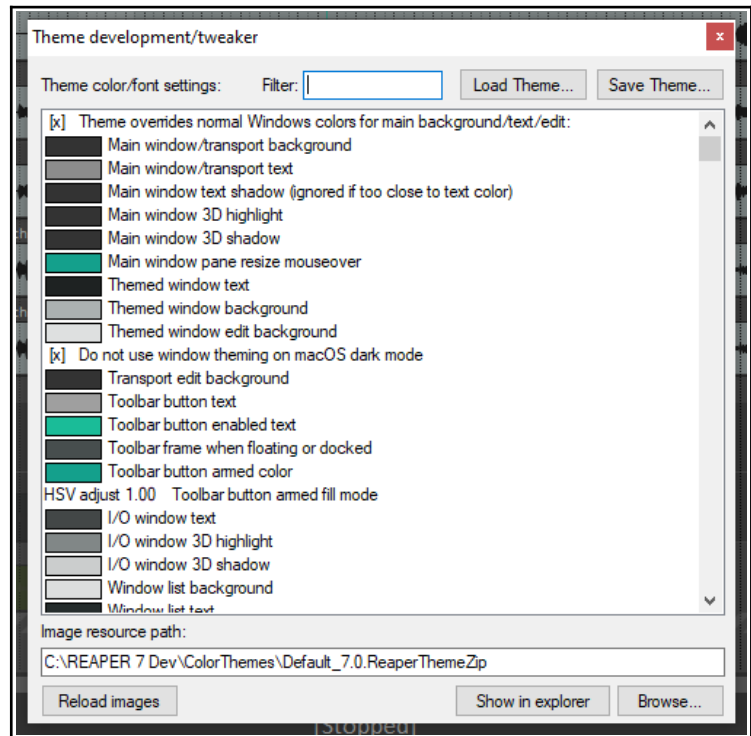 Theme development/tweaker
x
Theme color/font settings: Filter: Load Theme... Save Theme...
[x] Theme overrides normal Windows colors for main background/text/edit:
Main window/transport background
Main window/transport text
Main window text shadow (ignored if too close to text color)
Main window 3D highlight
Main window 3D shadow
Main window pane resize mouseover
Themed window text
Themed window background
Themed window edit background
[x] Do not use window theming on macOS dark mode
Transport edit background
Toolbar button text
Toolbar button enabled text
Toolbar frame when floating or docked
Toolbar button armed color
HSV adjust 1.00 Toolbar button armed fill mode
I/O window text
I/O window 3D highlight
I/O window 3D shadow
Window list background
Window list text
Image resource path:
C:\REAPER 7 Dev\ColorThemes\Default_7.0.ReaperThemeZip
Reload images Show in explorer Browse...
[Stopped]